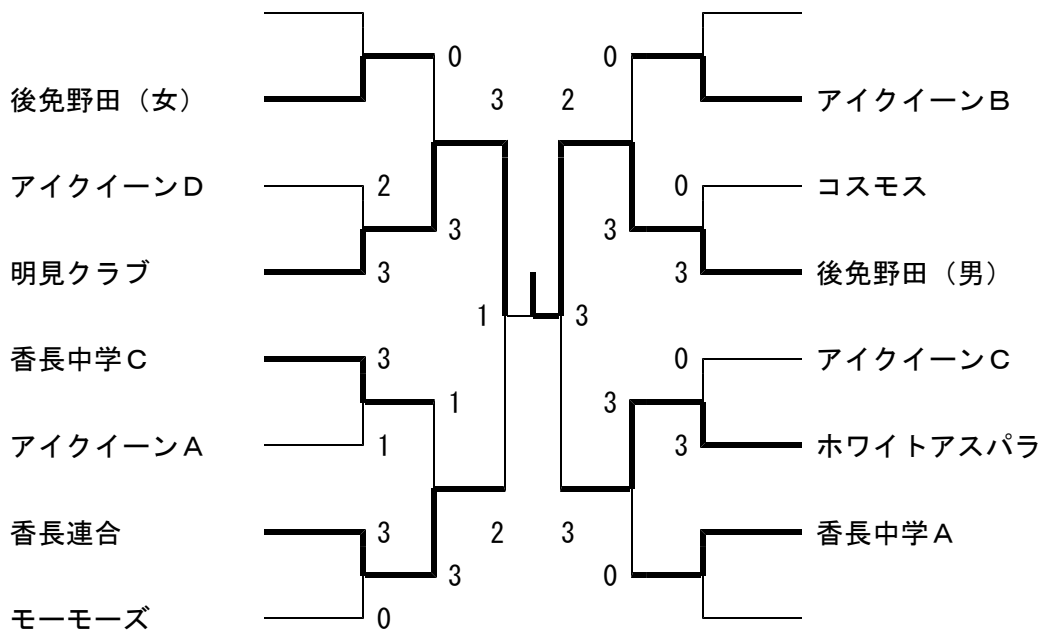 0 0
後免野田（女） 3 2 アイクイーンＢ
アイクイーンＤ 2 0 コスモス
3 3
明見クラブ 3 3 後免野田（男）
1 3
香長中学Ｃ 3 0 アイクイーンＣ
1 3
アイクイーンＡ 1 3 ホワイトアスパラ
香長連合 3 2 3 香長中学Ａ
3 0
モーモーズ 0